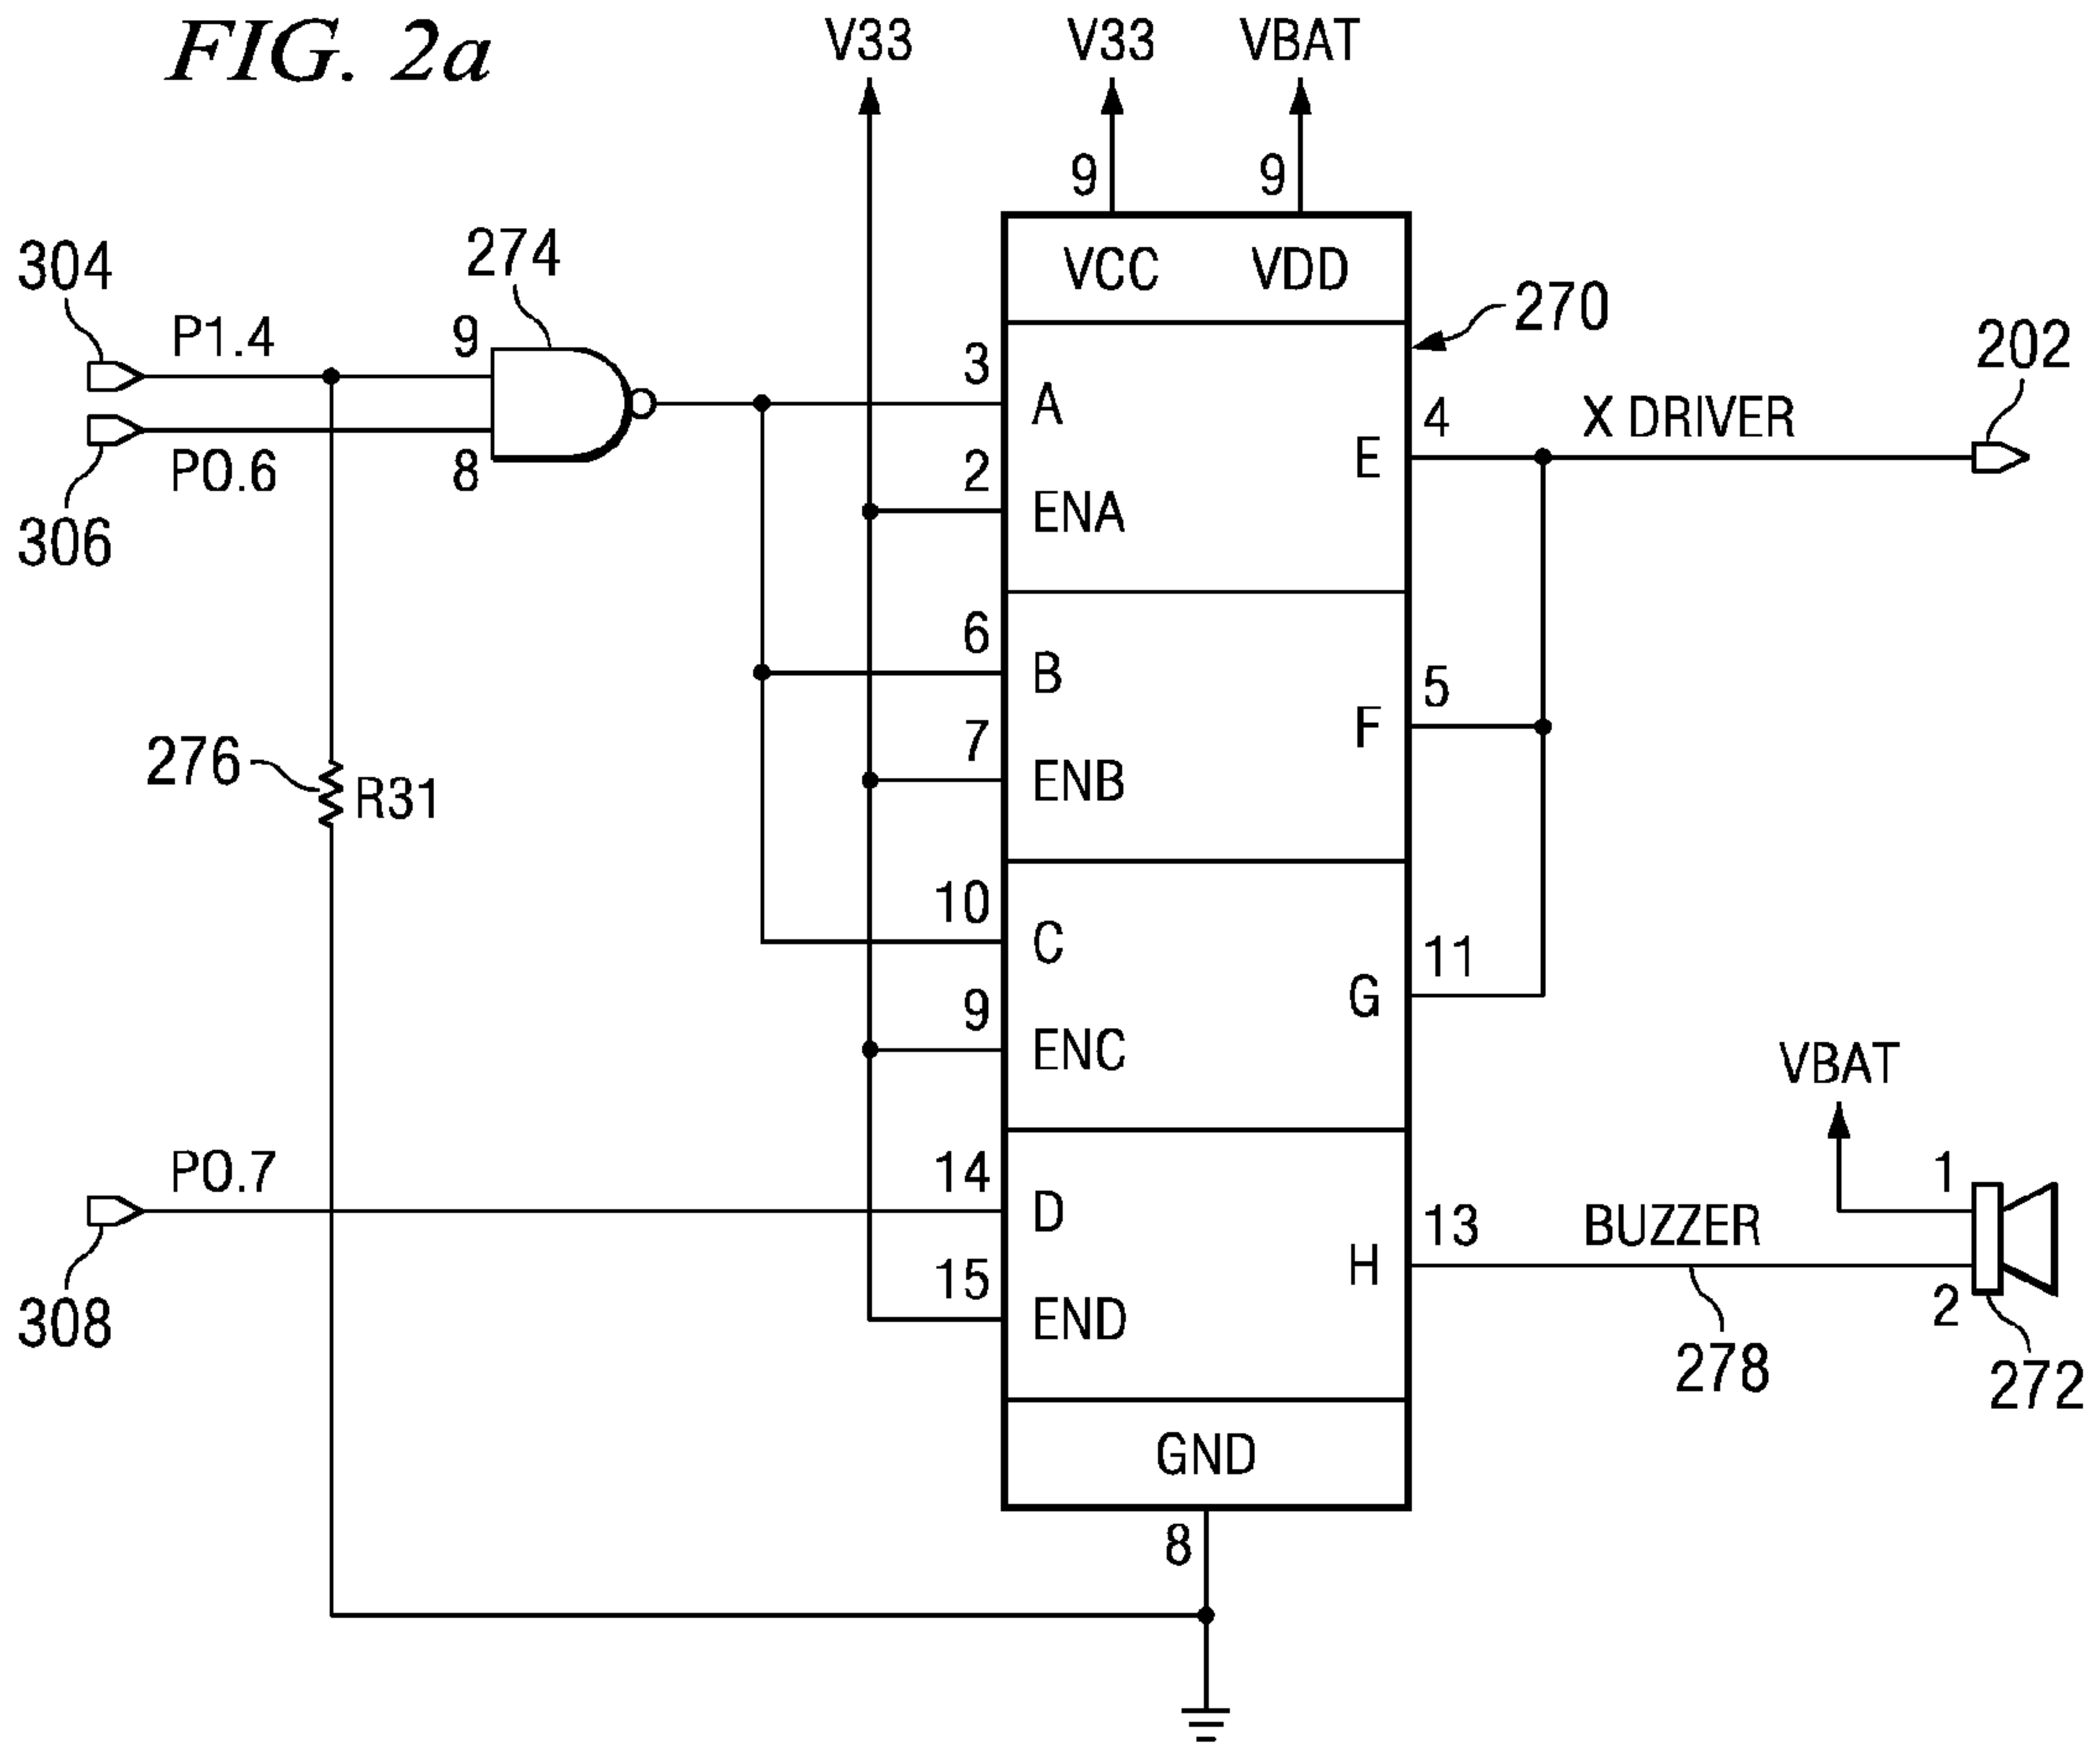 FIG. 2a
V33
V33
VBAT
9
9
VCC
VDD
304
P1.4
9
274
306
P0.6
8
270
202
3
A
2
ENA
4
E
X DRIVER
6
B
7
ENB
5
F
276
R31
10
C
9
ENC
11
G
VBAT
308
P0.7
14
D
15
END
13
H
BUZZER
278
1
2
272
GND
8